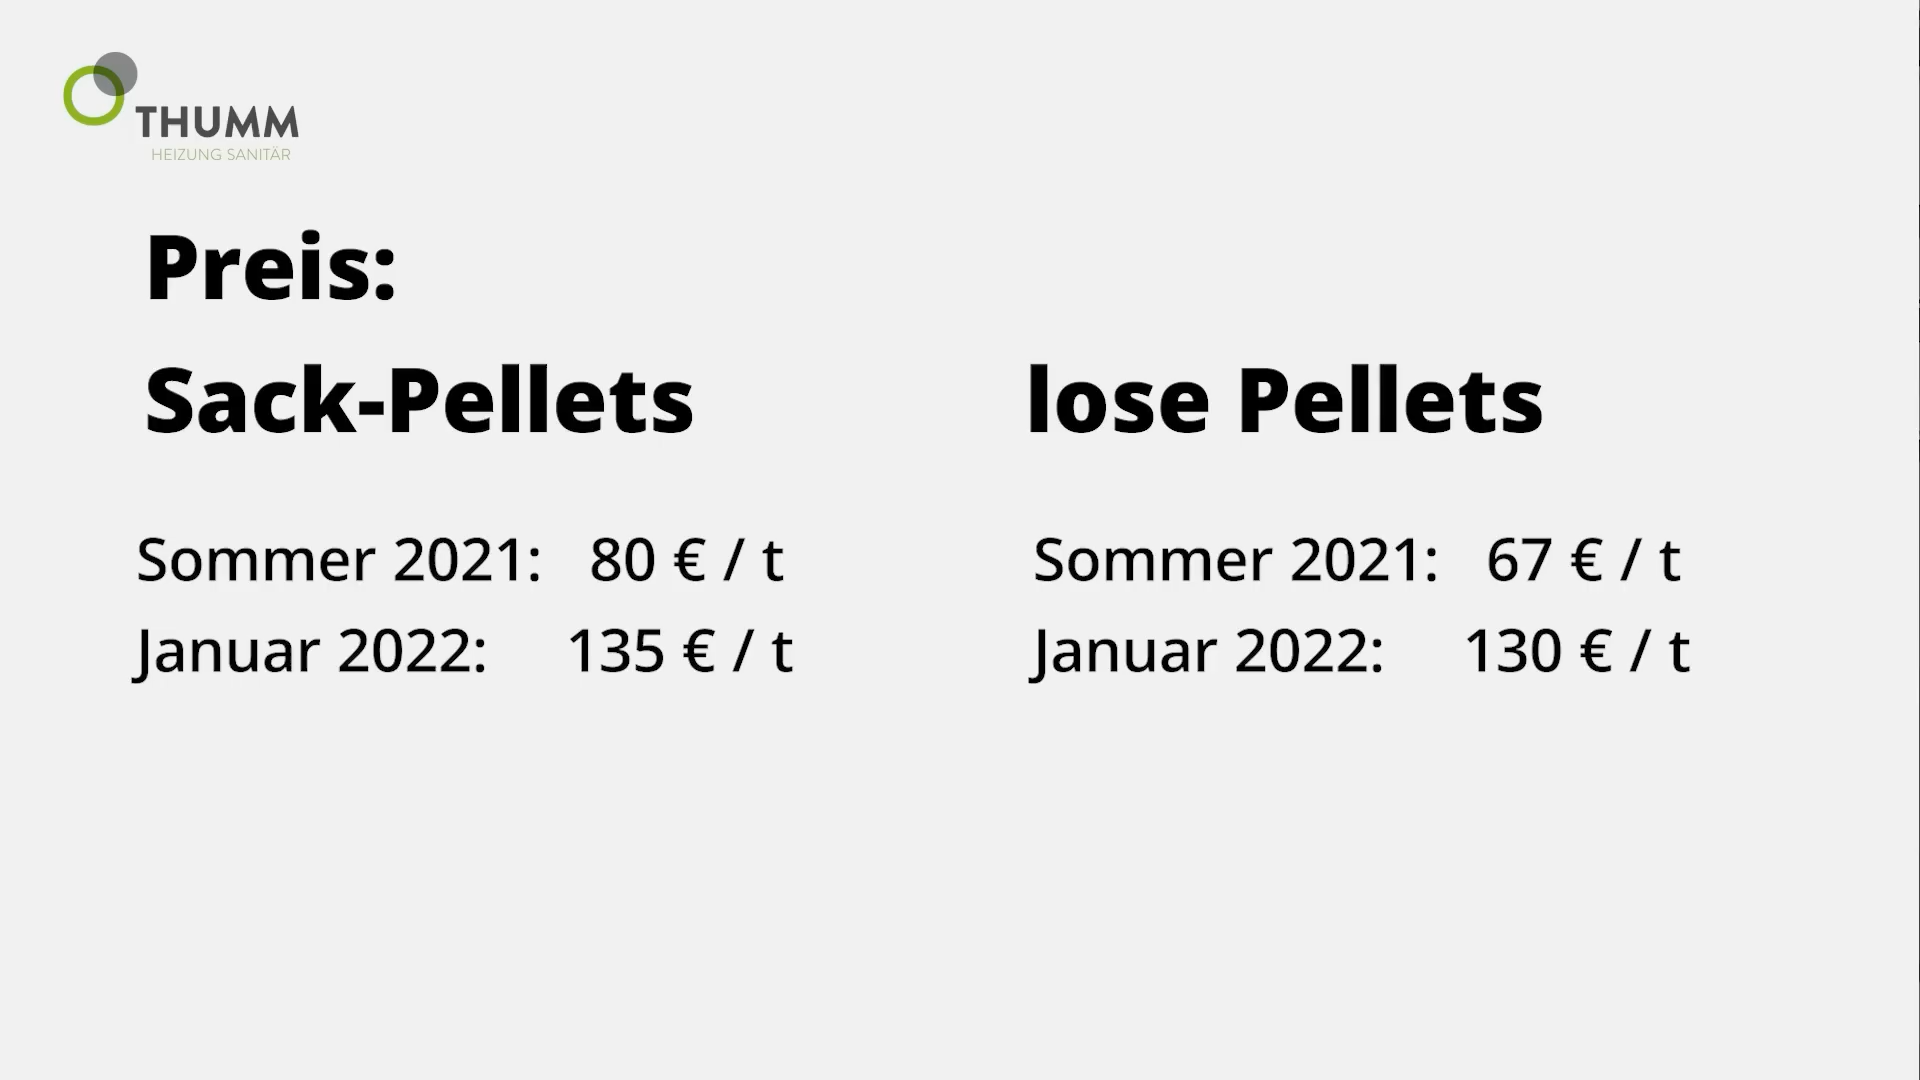 THUMM
HEIZUNG SANITÄR
Preis:
Sack-Pellets
Sommer 2021: 80 € / t
Januar 2022: 135 € / t
lose Pellets
Sommer 2021: 67 € / t
Januar 2022: 130 € / t